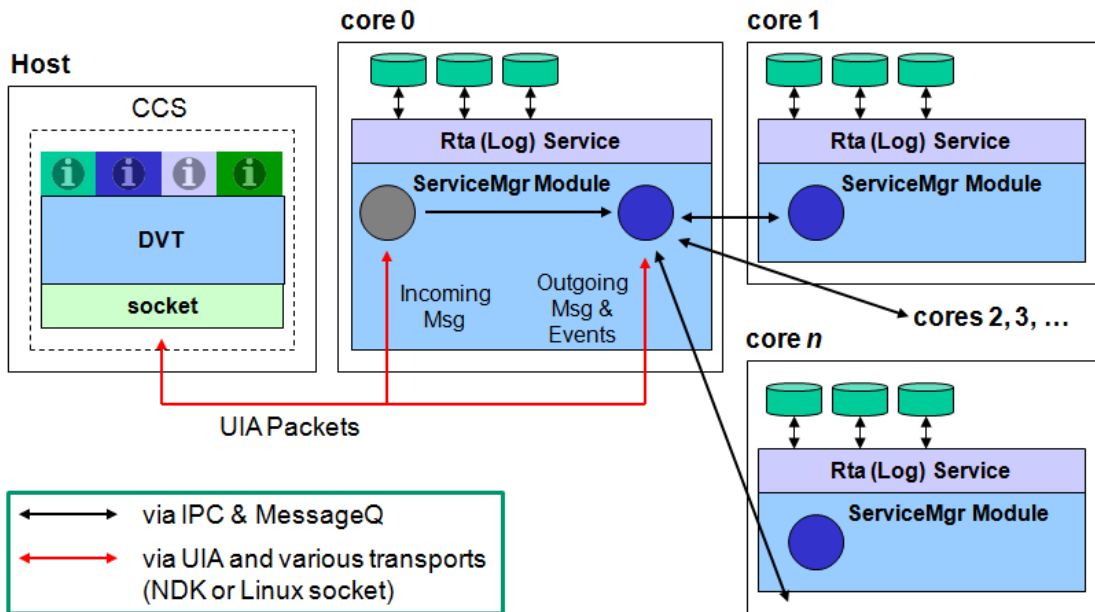 core 0
core 1
Host
CCS
i
i
i
i
DVT
socket
Rta (Log) Service
ServiceMgr Module
Incoming
Msg
Outgoing
Msg &
Events
Rta (Log) Service
ServiceMgr Module
cores 2, 3, …
core n
Rta (Log) Service
ServiceMgr Module
UIA Packets
via IPC & MessageQ
via UIA and various transports
(NDK or Linux socket)